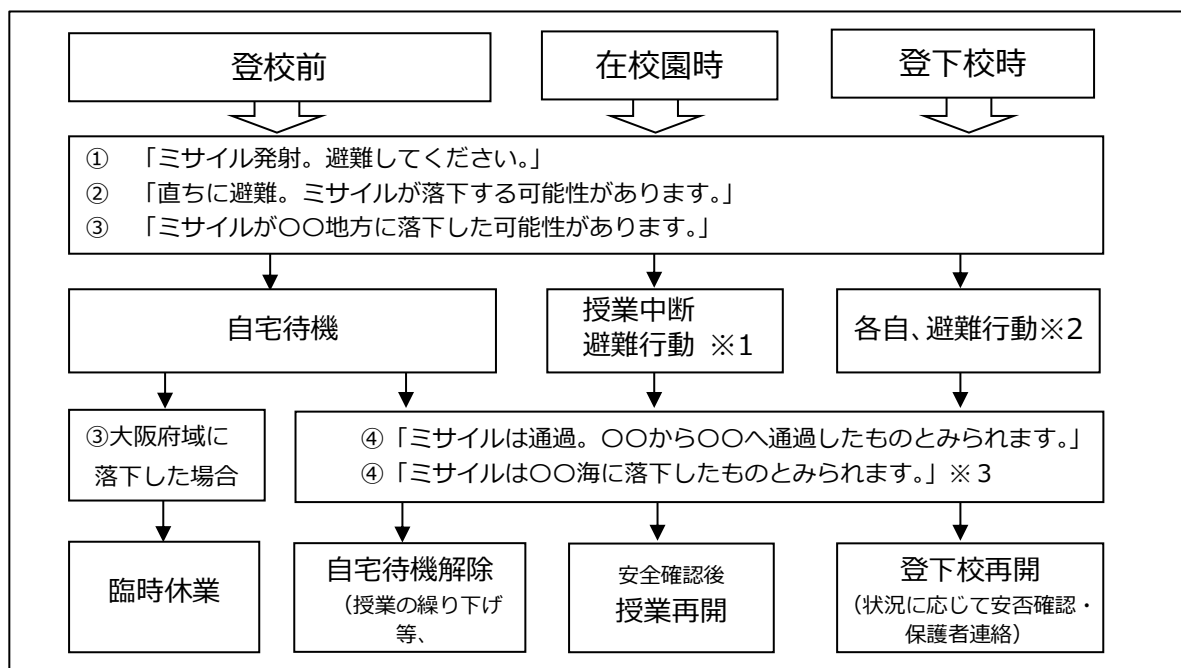 登校前
在校園時
登下校時
① 「ミサイル発射。避難してください。」
② 「直ちに避難。ミサイルが落下する可能性があります。」
③ 「ミサイルが〇〇地方に落下した可能性があります。」
自宅待機
授業中断
避難行動 ※1
各自、避難行動※2
③大阪府域に
落下した場合
④「ミサイルは通過。〇〇から〇〇へ通過したものとみられます。」
④「ミサイルは〇〇海に落下したものとみられます。」※３
臨時休業
自宅待機解除
（授業の繰り下げ
等、
安全確認後
授業再開
登下校再開
（状況に応じて安否確認・
保護者連絡）